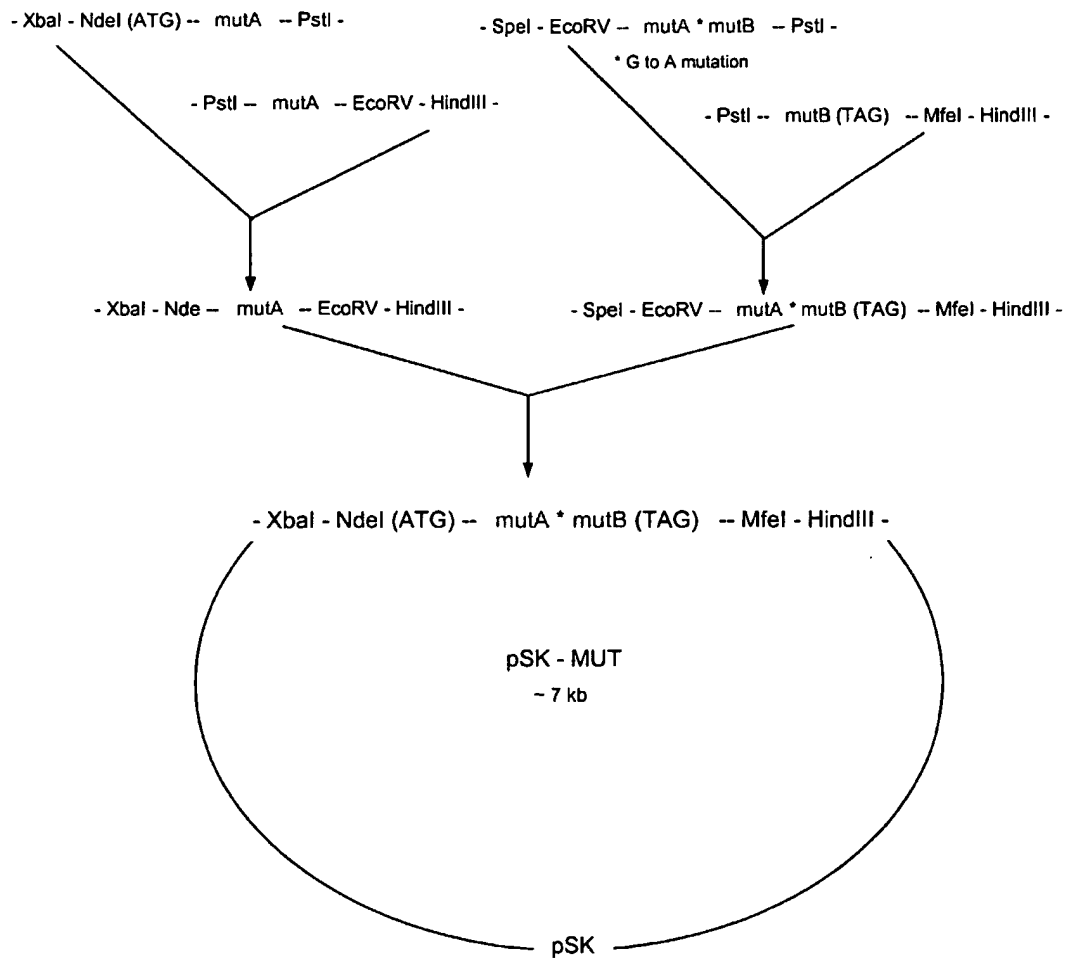 - XbaI - NdeI (ATG) -- mutA -- PstI -
- SpeI - EcoRV -- mutA * mutB -- PstI -
* G to A mutation
- PstI -- mutA -- EcoRV - HindIII -
- PstI -- mutB (TAG) -- MfeI - HindIII -
- XbaI - Nde -- mutA -- EcoRV - HindIII -
- SpeI - EcoRV -- mutA * mutB (TAG) -- MfeI - HindIII -
- XbaI - NdeI (ATG) -- mutA * mutB (TAG) -- MfeI - HindIII -
pSK - MUT
~ 7 kb
pSK